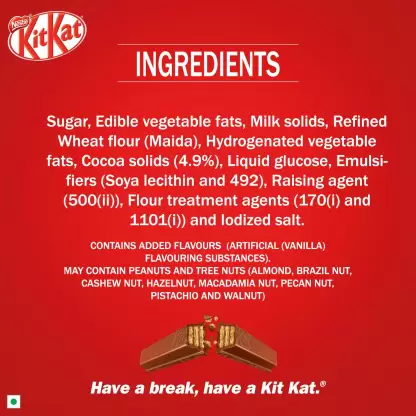 Nestle
KitKat
INGREDIENTS
Sugar, Edible vegetable fats, Milk solids, Refined
Wheat flour (Maida), Hydrogenated vegetable
fats, Cocoa solids (4.9%), Liquid glucose, Emulsi-
fiers (Soya lecithin and 492), Raising agent
(500(ii)), Flour treatment agents (170(i) and
1101(i)) and Iodized salt.
CONTAINS ADDED FLAVOURS (ARTIFICIAL (VANILLA)
FLAVOURING SUBSTANCES).
MAY CONTAIN PEANUTS AND TREE NUTS (ALMOND, BRAZIL NUT,
CASHEW NUT, HAZELNUT, MACADAMIA NUT, PECAN NUT,
PISTACHIO AND WALNUT)
Have a break, have a Kit Kat.®